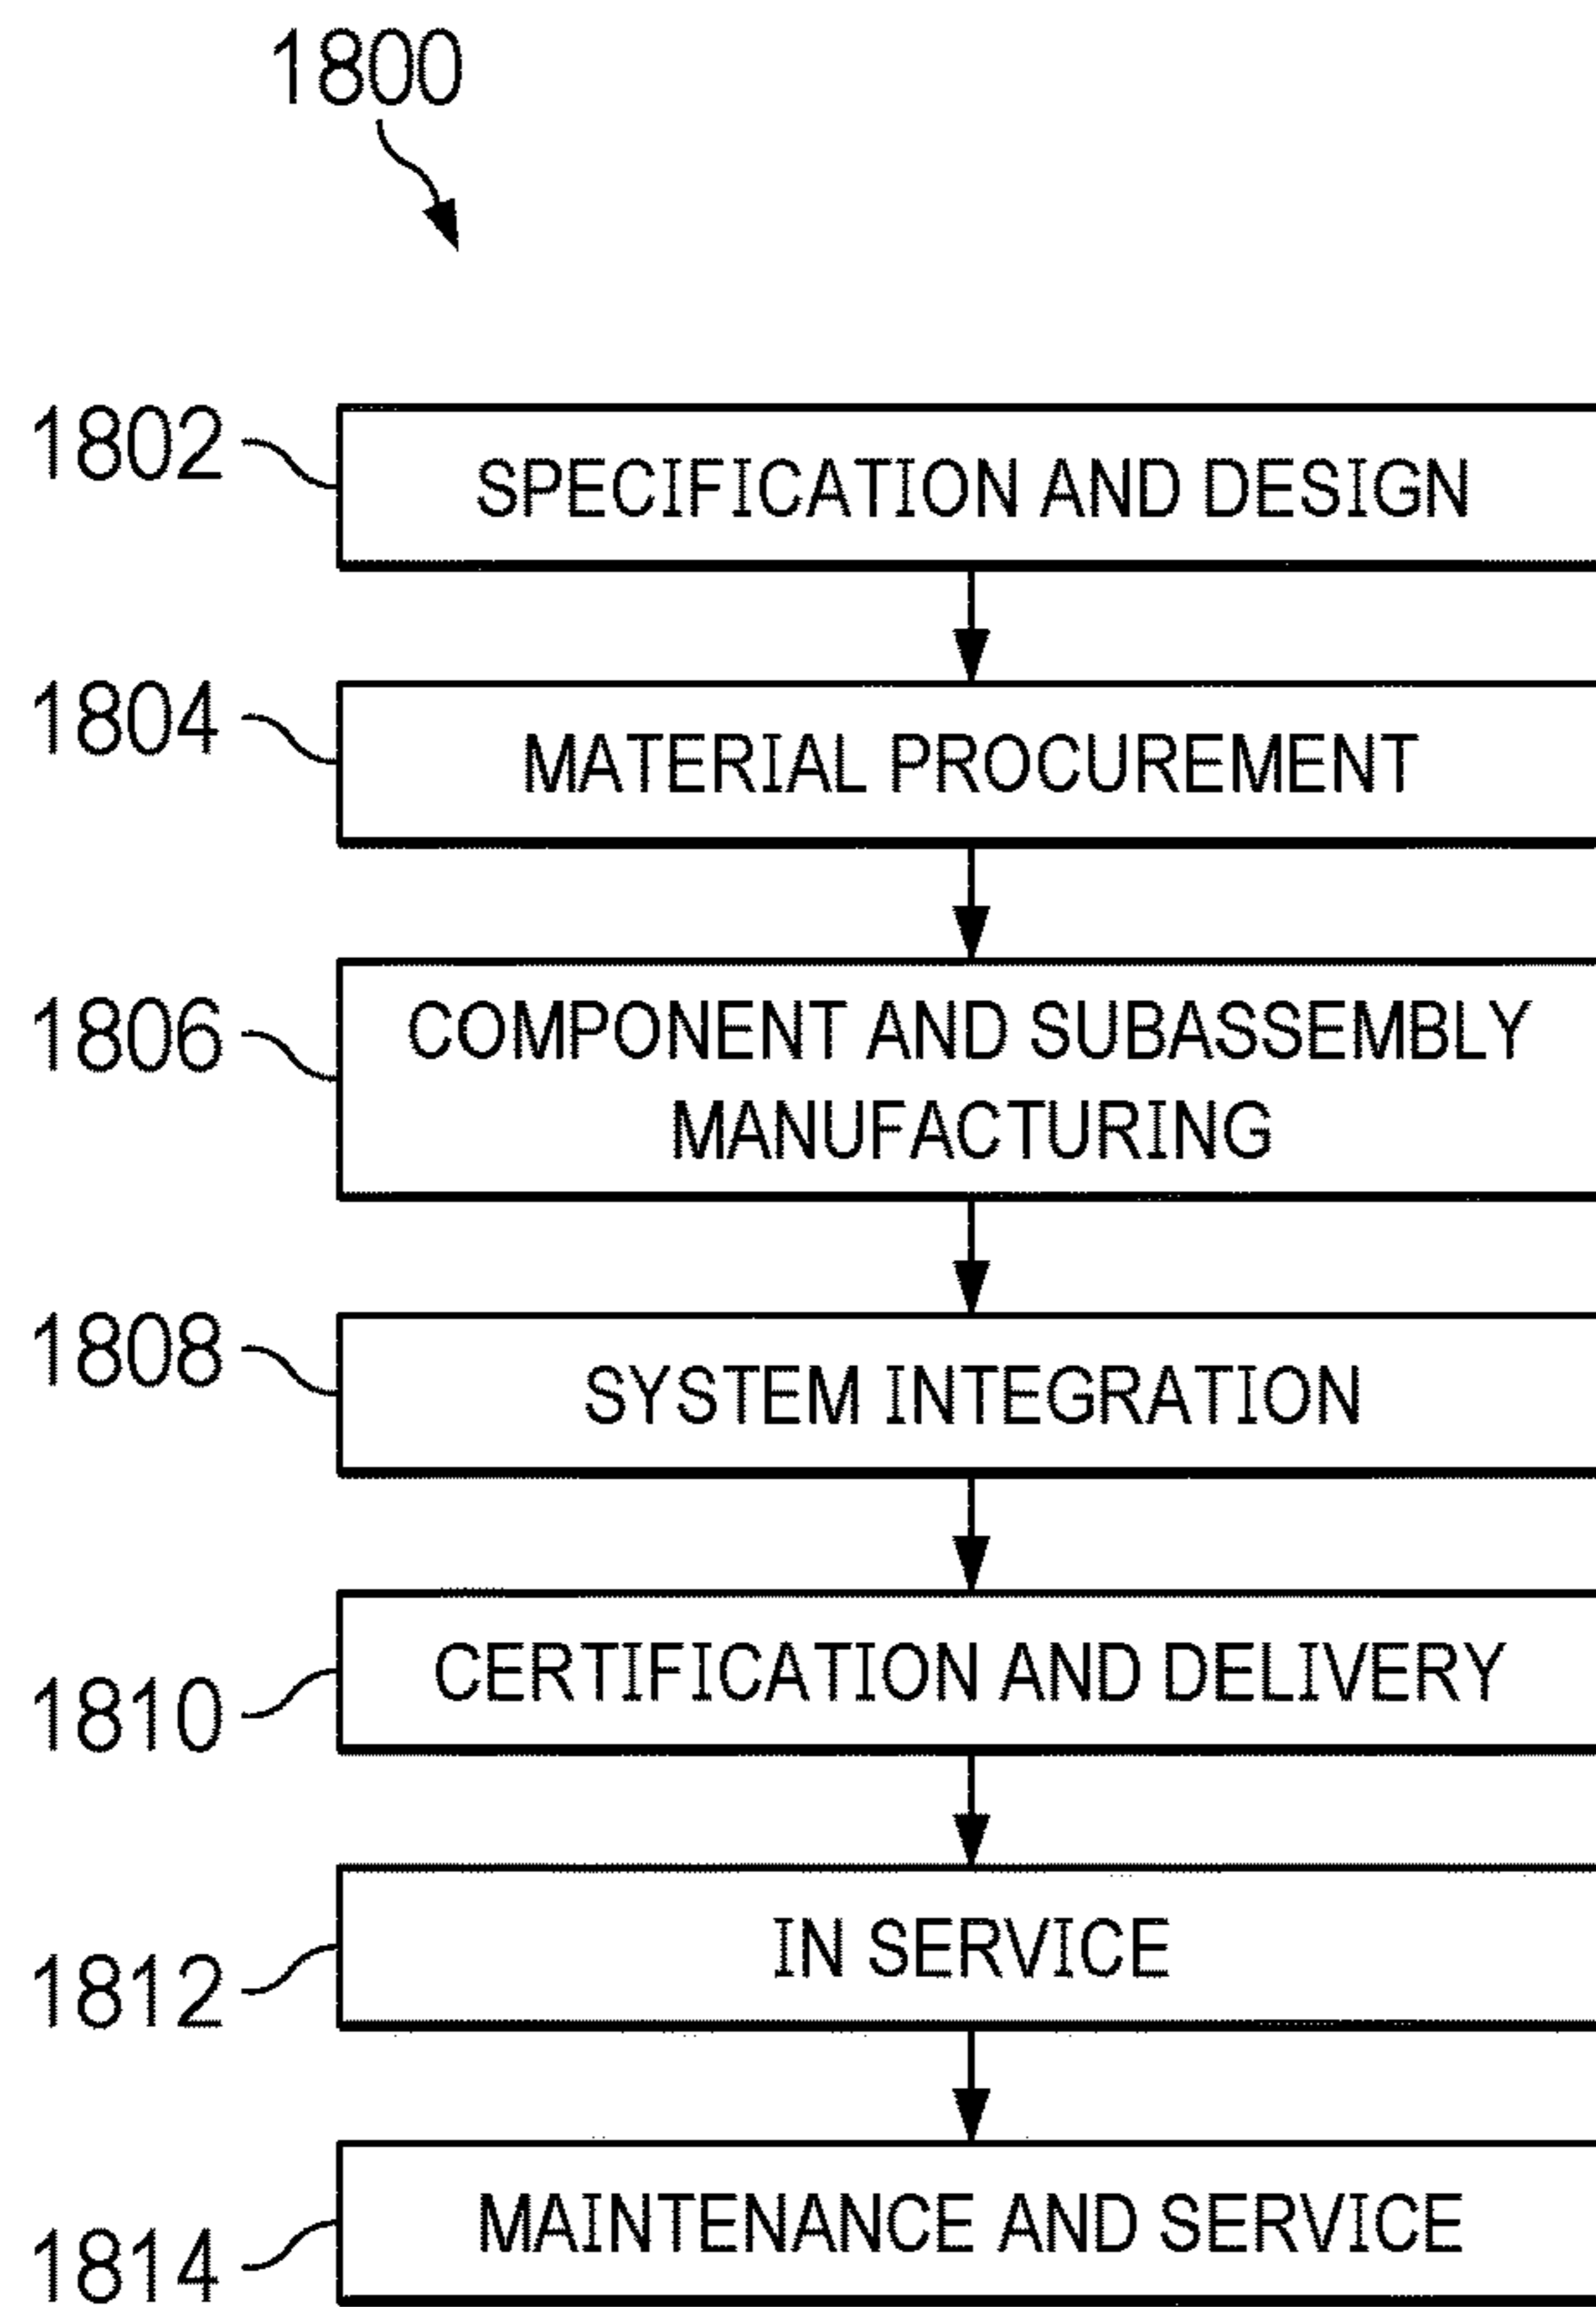 1800
1802
SPECIFICATION AND DESIGN
1804
MATERIAL PROCUREMENT
1806
COMPONENT AND SUBASSEMBLY
MANUFACTURING
1808
SYSTEM INTEGRATION
1810
CERTIFICATION AND DELIVERY
1812
IN SERVICE
1814
MAINTENANCE AND SERVICE